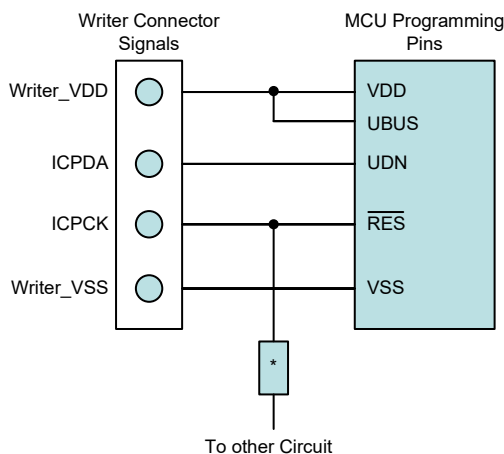 Writer Connector
Signals
MCU Programming
Pins
Writer_VDD
VDD
UBUS
ICPDA
UDN
ICPCK
RES
Writer_VSS
VSS
*
To other Circuit